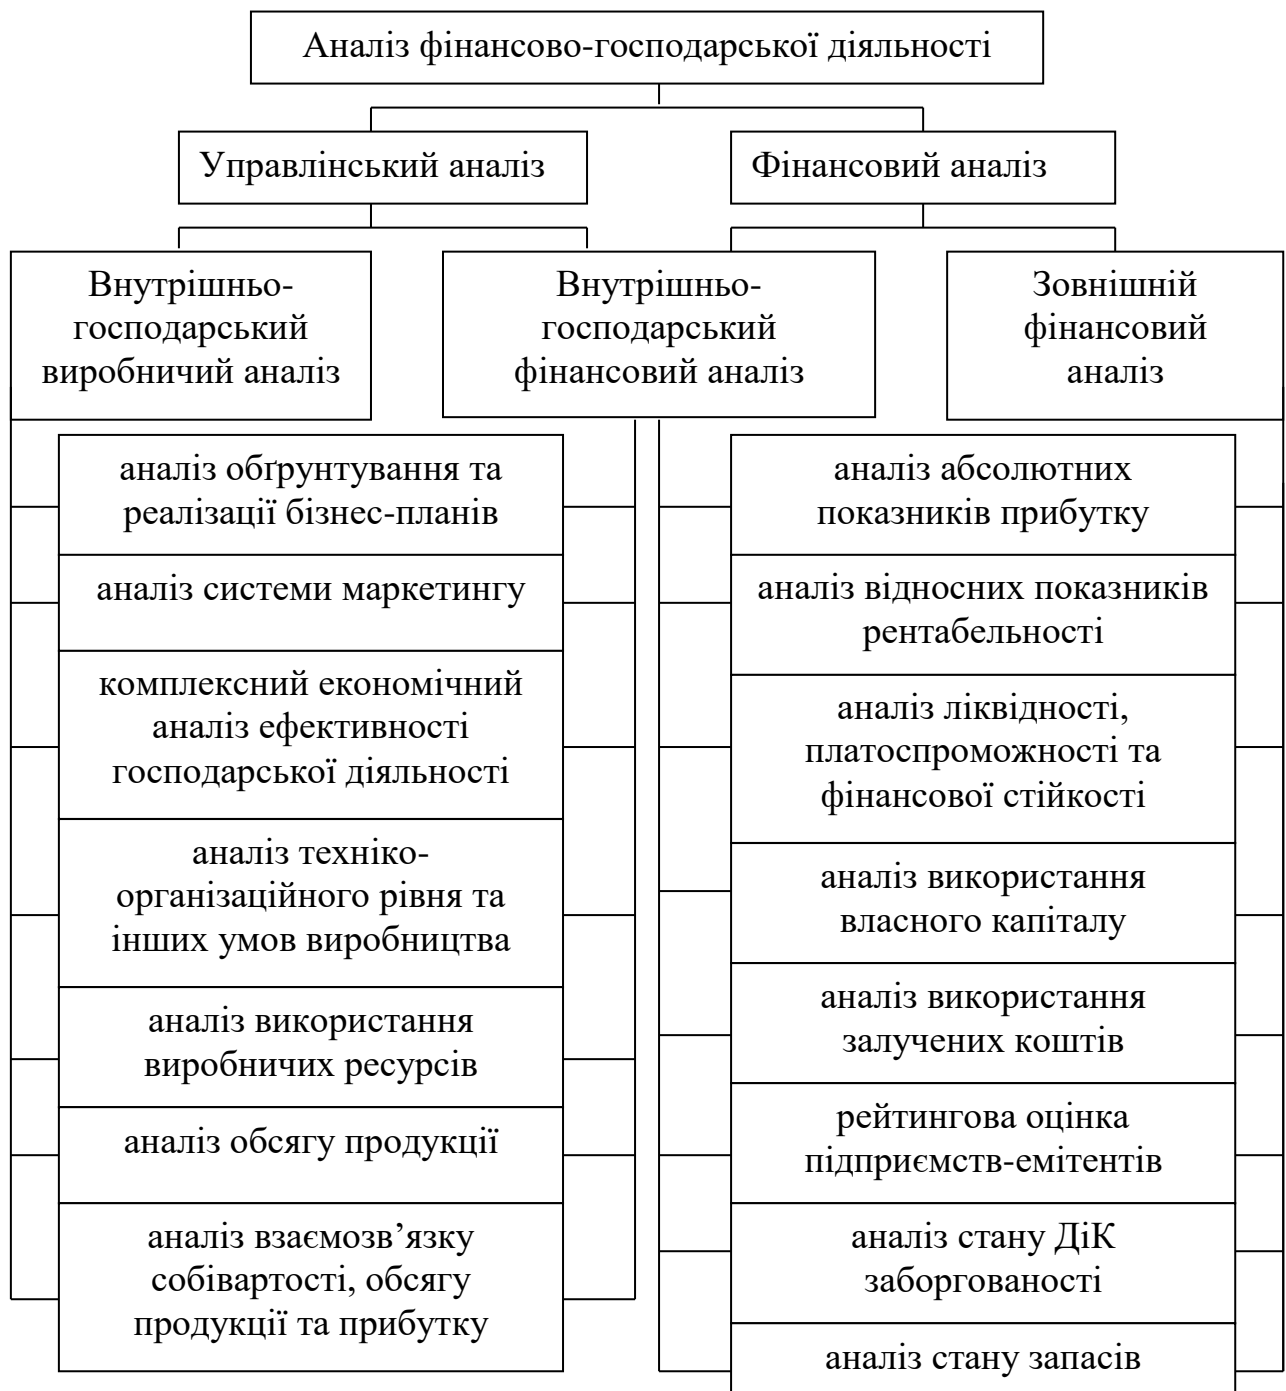 Аналіз фінансово-господарської діяльності
Управлінський аналіз
Фінансовий аналіз
Внутрішньо-
господарський
виробничий аналіз
Внутрішньо-
господарський
фінансовий аналіз
Зовнішній
фінансовий
аналіз
аналіз обґрунтування та
реалізації бізнес-планів
аналіз системи маркетингу
комплексний економічний
аналіз ефективності
господарської діяльності
аналіз техніко-
організаційного рівня та
інших умов виробництва
аналіз використання
виробничих ресурсів
аналіз обсягу продукції
аналіз взаємозв’язку
собівартості, обсягу
продукції та прибутку
аналіз абсолютних
показників прибутку
аналіз відносних показників
рентабельності
аналіз ліквідності,
платоспроможності та
фінансової стійкості
аналіз використання
власного капіталу
аналіз використання
залучених коштів
рейтингова оцінка
підприємств-емітентів
аналіз стану ДіК
заборгованості
аналіз стану запасів